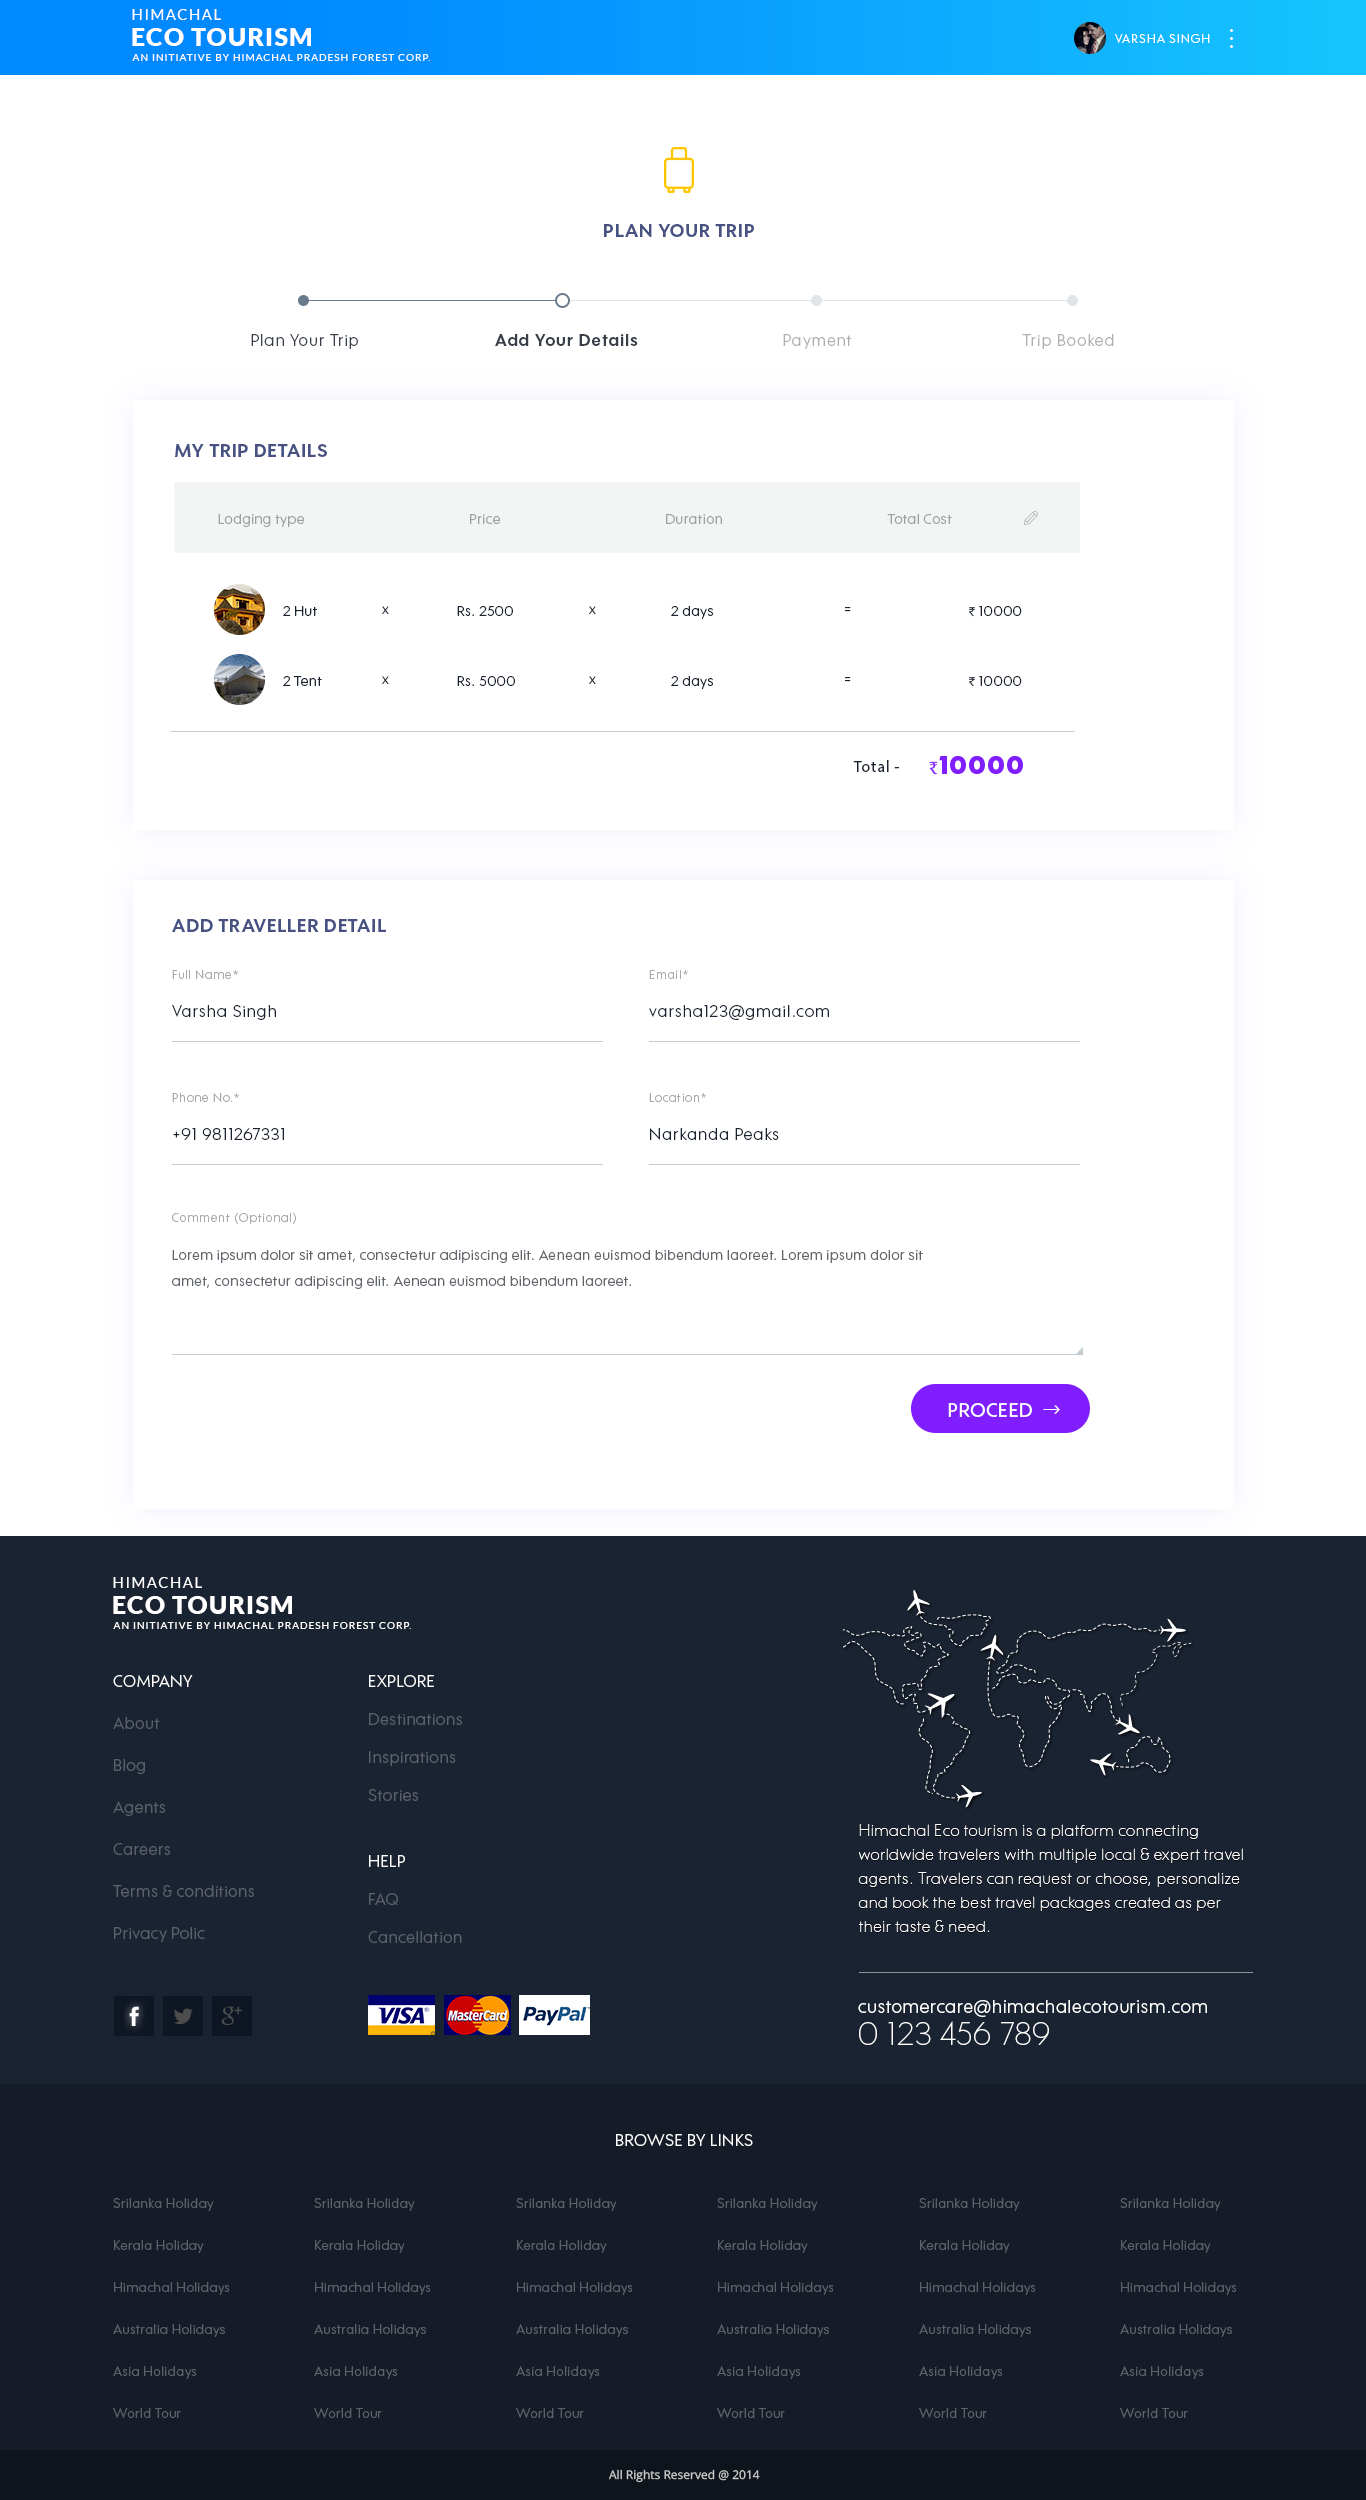 HIMACHAL
ECO TOURISM
AN INITIATIVE BY HIMACHAL PRADESH FOREST CORP.
VARSHA SINGH
PLAN YOUR TRIP
Plan Your Trip Add Your Details Payment Trip Booked
MY TRIP DETAILS
Lodging type Price Duration Total Cost
2 Hut x Rs. 2500 x 2 days = ₹ 10000
2 Tent x Rs. 5000 x 2 days = ₹ 10000
Total - ₹10000
ADD TRAVELLER DETAIL
Full Name* Email*
Varsha Singh varsha123@gmail.com
Phone No.* Location*
+91 9811267331 Narkanda Peaks
Comment (Optional)
Lorem ipsum dolor sit amet, consectetur adipiscing elit. Aenean euismod bibendum laoreet. Lorem ipsum dolor sit
amet, consectetur adipiscing elit. Aenean euismod bibendum laoreet.
PROCEED →
HIMACHAL
ECO TOURISM
AN INITIATIVE BY HIMACHAL PRADESH FOREST CORP.
COMPANY
About
Blog
Agents
Careers
Terms & conditions
Privacy Polic
f
g+
EXPLORE
Destinations
Inspirations
Stories
HELP
FAQ
Cancellation
VISA MasterCard PayPal
Himachal Eco tourism is a platform connecting
worldwide travelers with multiple local & expert travel
agents. Travelers can request or choose, personalize
and book the best travel packages created as per
their taste & need.
customercare@himachalecotourism.com
0 123 456 789
BROWSE BY LINKS
Srilanka Holiday Srilanka Holiday Srilanka Holiday Srilanka Holiday Srilanka Holiday Srilanka Holiday
Kerala Holiday Kerala Holiday Kerala Holiday Kerala Holiday Kerala Holiday Kerala Holiday
Himachal Holidays Himachal Holidays Himachal Holidays Himachal Holidays Himachal Holidays Himachal Holidays
Australia Holidays Australia Holidays Australia Holidays Australia Holidays Australia Holidays Australia Holidays
Asia Holidays Asia Holidays Asia Holidays Asia Holidays Asia Holidays Asia Holidays
World Tour World Tour World Tour World Tour World Tour World Tour
All Rights Reserved @ 2014